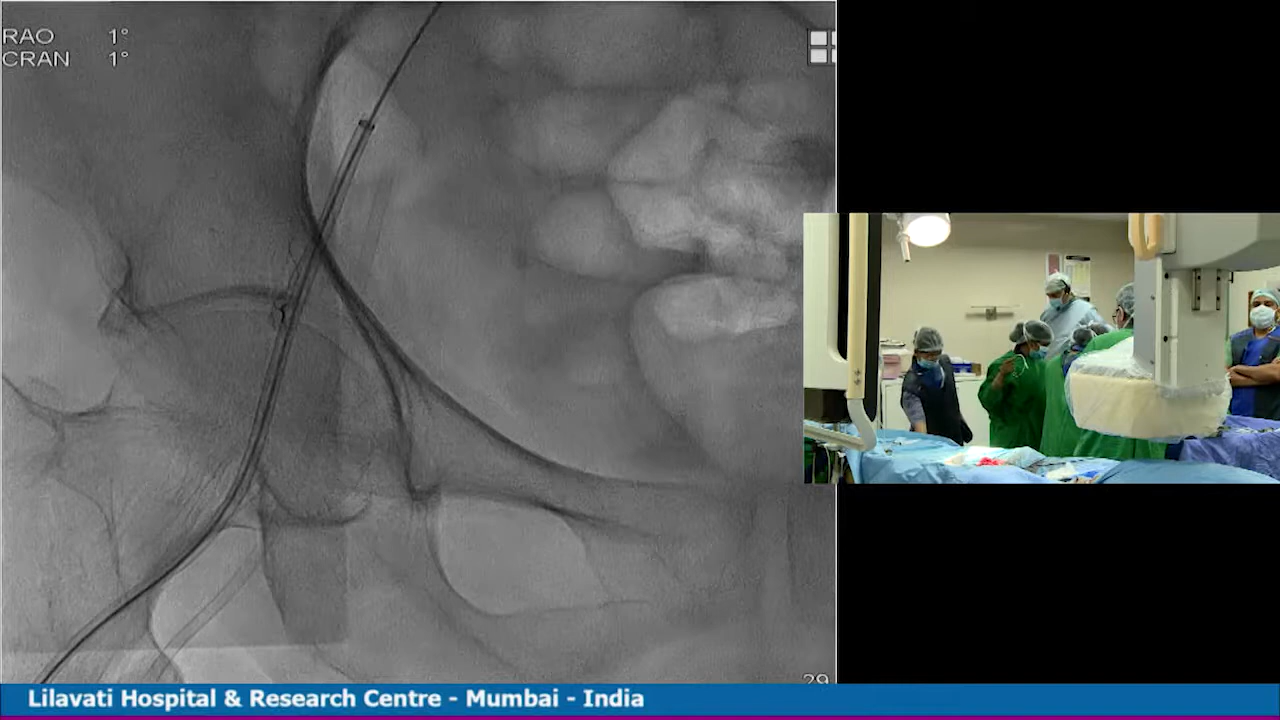 RAO 1°
CRAN 1°
29
Lilavati Hospital & Research Centre - Mumbai - India